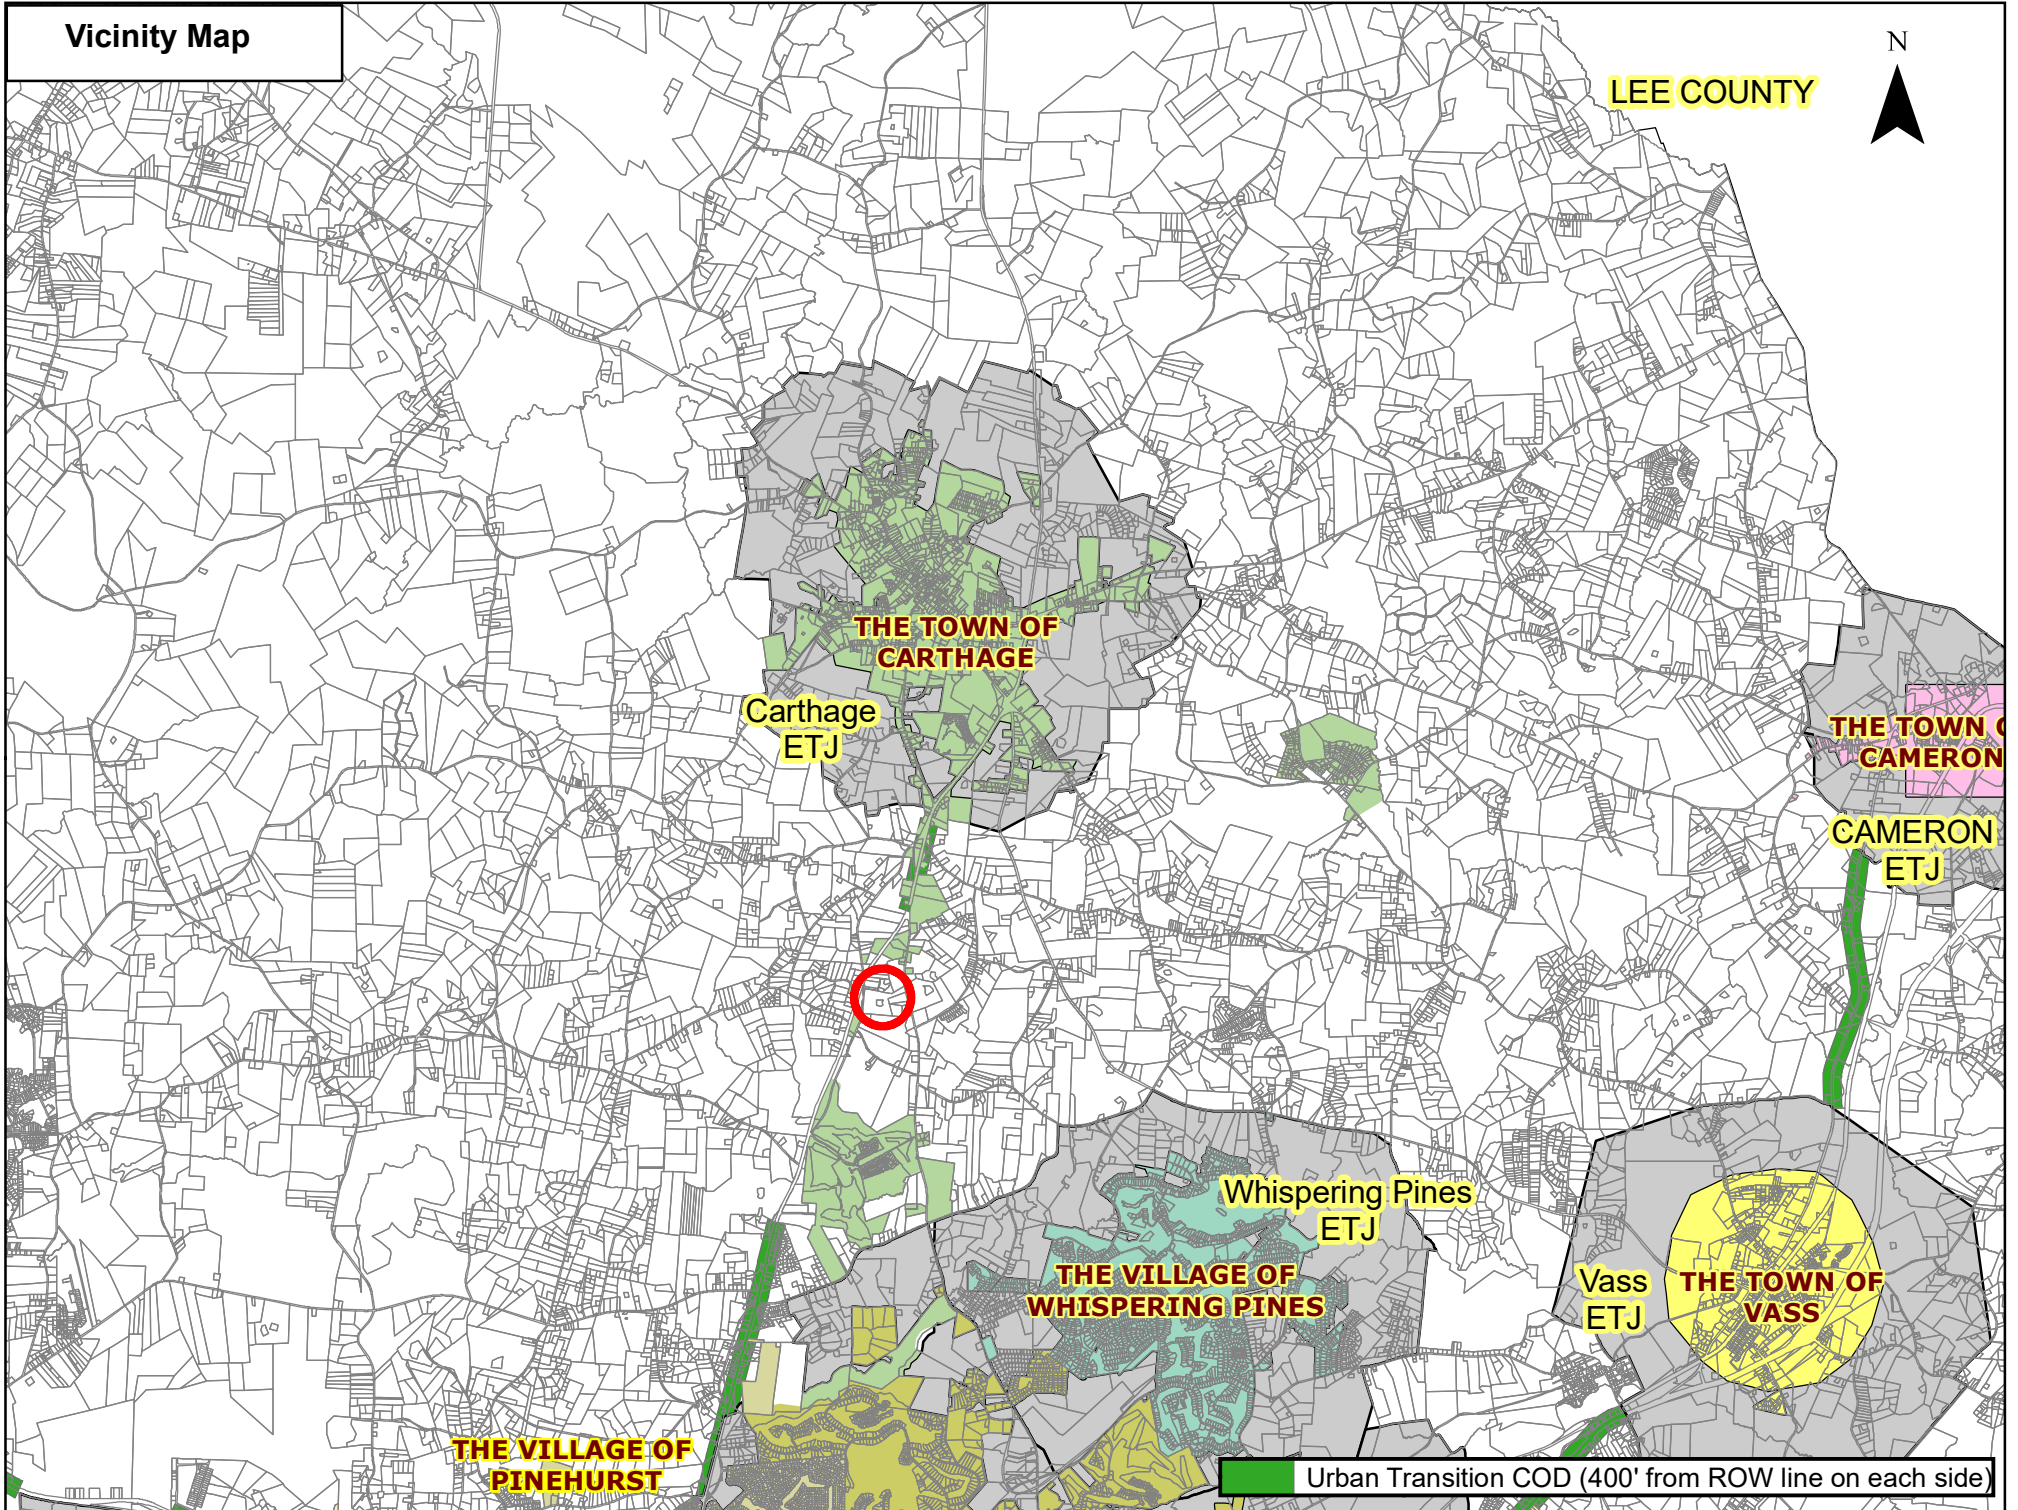 Vicinity Map
N
LEE COUNTY
THE TOWN OF
CARTHAGE
Carthage
ETJ
THE TOWN
CAMERON
CAMERON
ETJ
Whispering Pines
ETJ
THE VILLAGE OF
WHISPERING PINES
Vass
ETJ
THE TOWN OF
VASS
THE VILLAGE OF
PINEHURST
Urban Transition COD (400' from ROW line on each side)